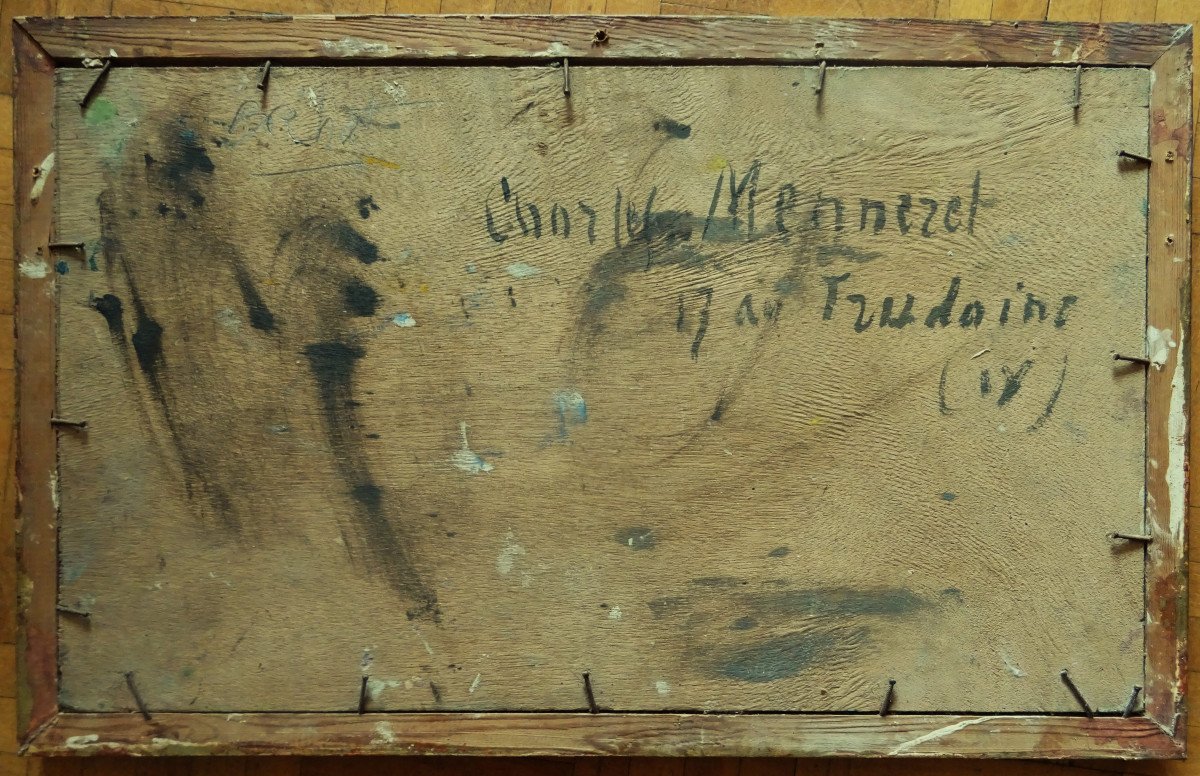 Charles Menneret
17 av Trudaine
(IX)